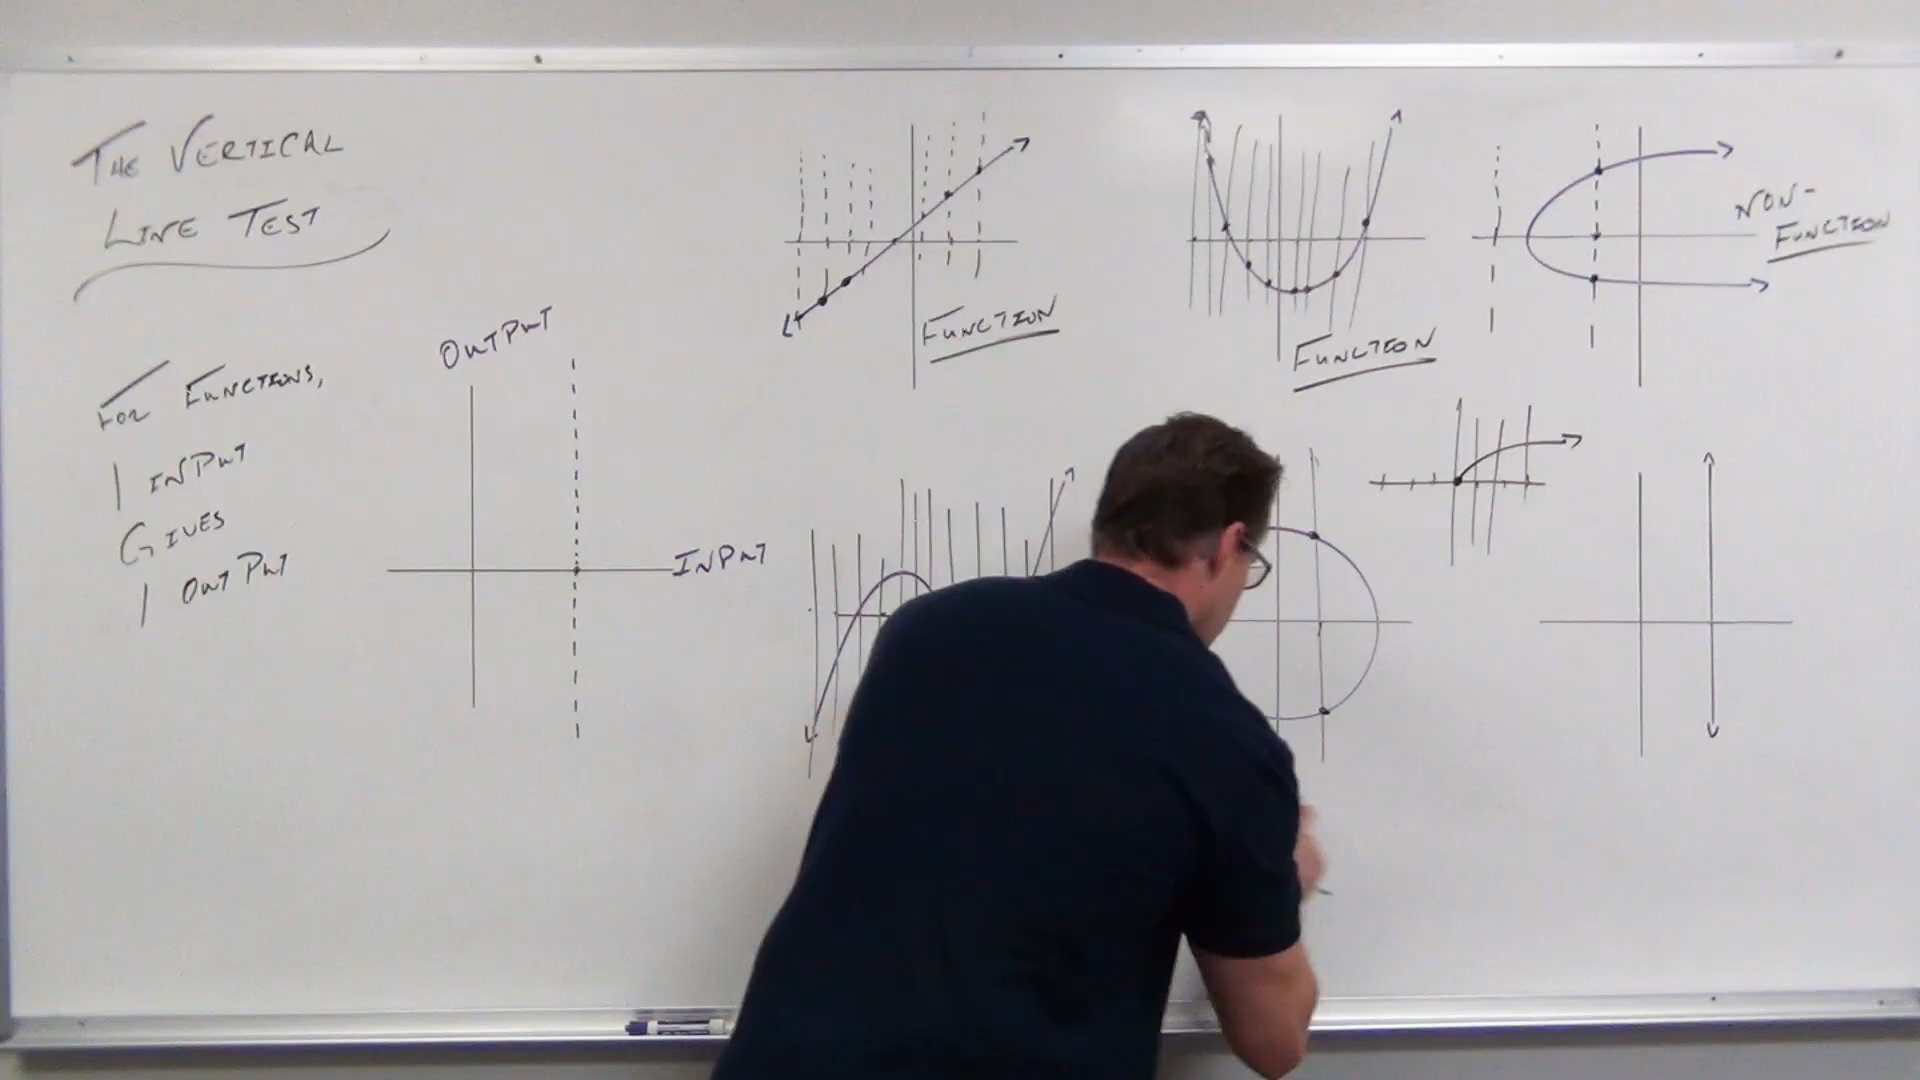 THE VERTICAL
LINE TEST
FOR FUNCTIONS,
1 INPUT
GIVES
1 OUTPUT
OUTPUT
INPUT
FUNCTION
FUNCTION
NON-
FUNCTION